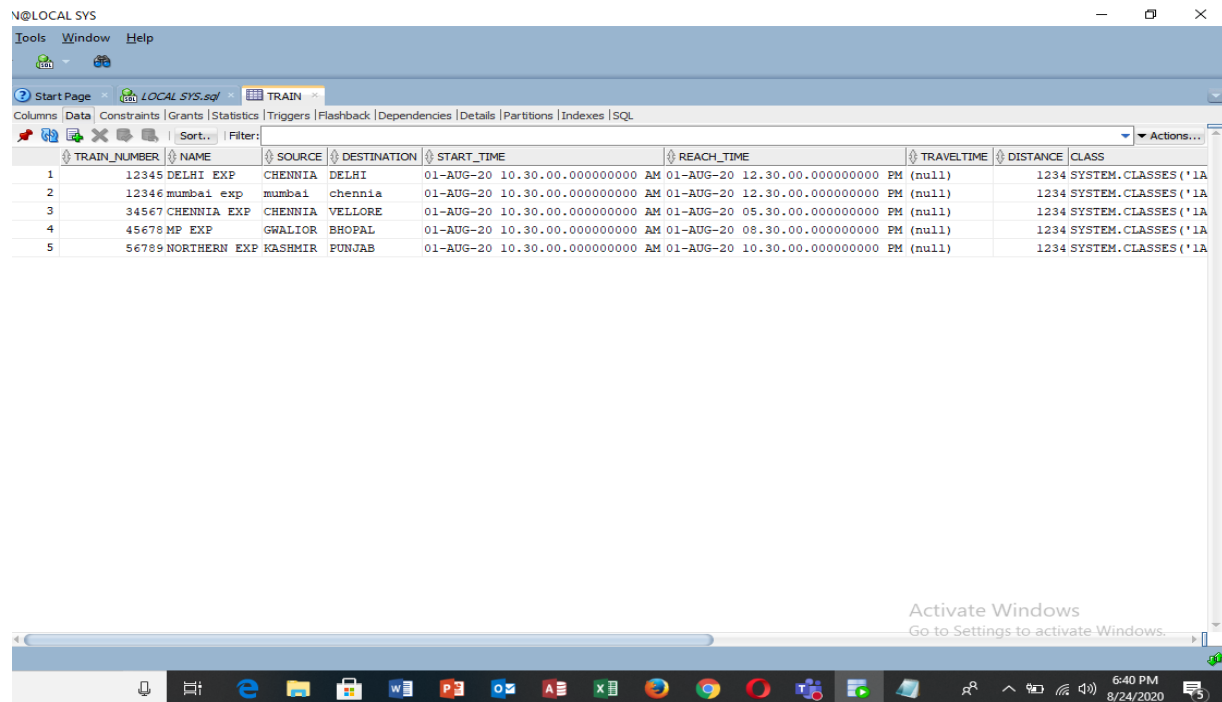 N@LOCAL SYS
Tools Window Help
Start Page LOCAL SYS.sql TRAIN
Columns Data Constraints Grants Statistics Triggers Flashback Dependencies Details Partitions Indexes SQL
Sort.. Filter: Actions...
TRAIN_NUMBER NAME SOURCE DESTINATION START_TIME REACH_TIME TRAVELTIME DISTANCE CLASS
1 12345 DELHI EXP CHENNIA DELHI 01-AUG-20 10.30.00.000000000 AM 01-AUG-20 12.30.00.000000000 PM (null) 1234 SYSTEM.CLASSES('1A
2 12346 mumbai exp mumbai chennia 01-AUG-20 10.30.00.000000000 AM 01-AUG-20 12.30.00.000000000 PM (null) 1234 SYSTEM.CLASSES('1A
3 34567 CHENNIA EXP CHENNIA VELLORE 01-AUG-20 10.30.00.000000000 AM 01-AUG-20 05.30.00.000000000 PM (null) 1234 SYSTEM.CLASSES('1A
4 45678 MP EXP GWALIOR BHOPAL 01-AUG-20 10.30.00.000000000 AM 01-AUG-20 08.30.00.000000000 PM (null) 1234 SYSTEM.CLASSES('1A
5 56789 NORTHERN EXP KASHMIR PUNJAB 01-AUG-20 10.30.00.000000000 AM 01-AUG-20 10.30.00.000000000 PM (null) 1234 SYSTEM.CLASSES('1A
Activate Windows
Go to Settings to activate Windows.
6:40 PM
8/24/2020
5